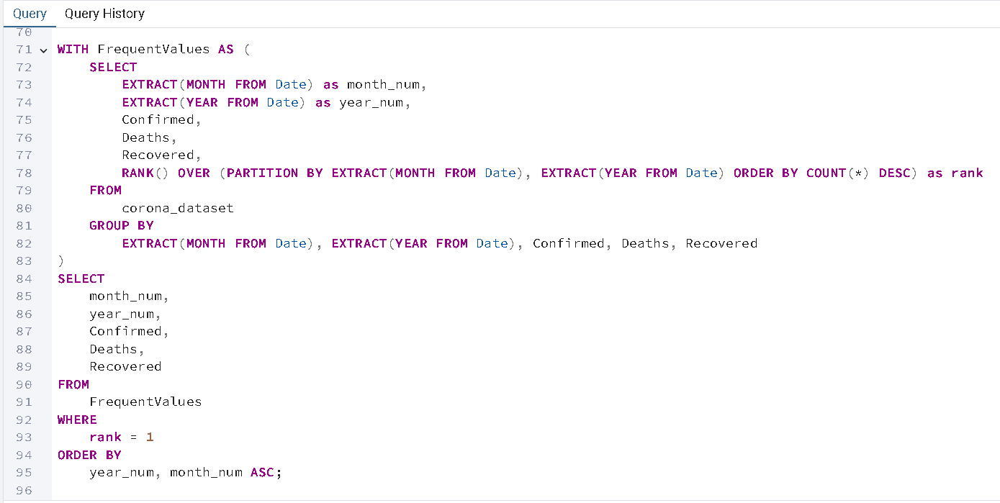 Query Query History
70
71 WITH FrequentValues AS (
72 SELECT
73 EXTRACT(MONTH FROM Date) as month_num,
74 EXTRACT(YEAR FROM Date) as year_num,
75 Confirmed,
76 Deaths,
77 Recovered,
78 RANK() OVER (PARTITION BY EXTRACT(MONTH FROM Date), EXTRACT(YEAR FROM Date) ORDER BY COUNT(*) DESC) as rank
79 FROM
80 corona_dataset
81 GROUP BY
82 EXTRACT(MONTH FROM Date), EXTRACT(YEAR FROM Date), Confirmed, Deaths, Recovered
83 )
84 SELECT
85 month_num,
86 year_num,
87 Confirmed,
88 Deaths,
89 Recovered
90 FROM
91 FrequentValues
92 WHERE
93 rank = 1
94 ORDER BY
95 year_num, month_num ASC;
96